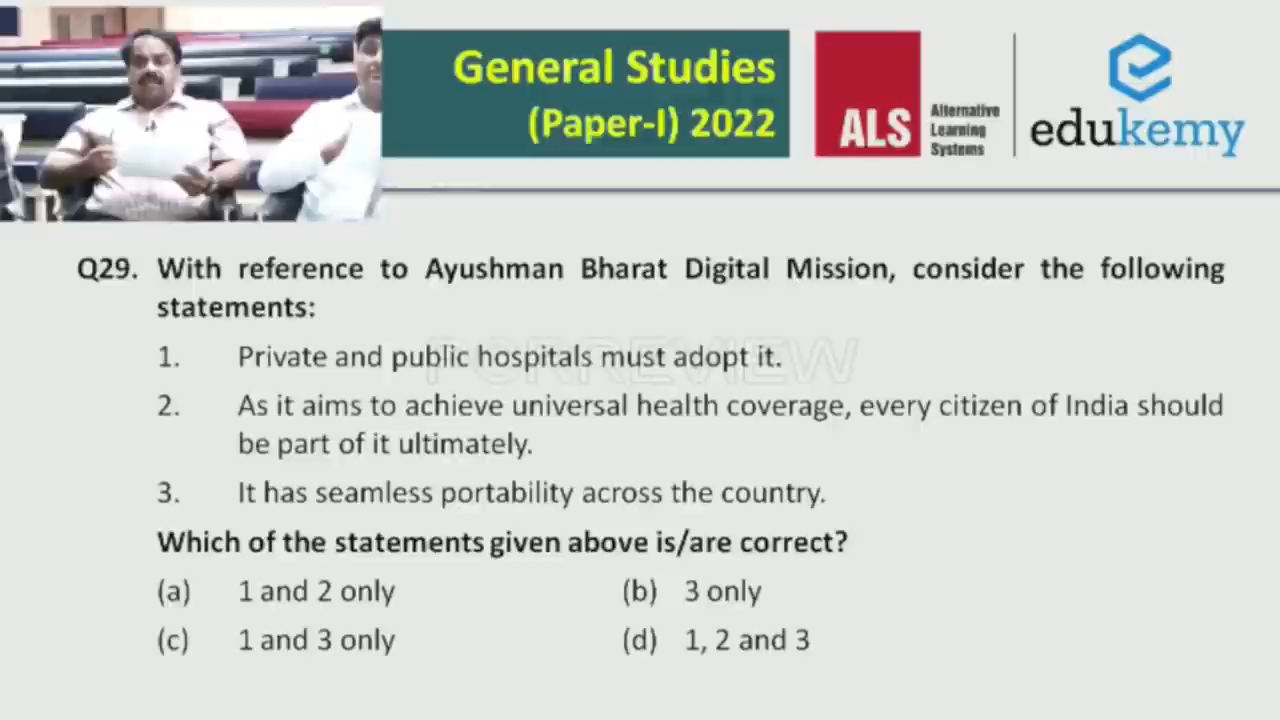 General Studies
(Paper-I) 2022
ALS
Alternative
Learning
Systems
edukemy
Q29. With reference to Ayushman Bharat Digital Mission, consider the following
statements:
1. Private and public hospitals must adopt it.
2. As it aims to achieve universal health coverage, every citizen of India should
be part of it ultimately.
3. It has seamless portability across the country.
Which of the statements given above is/are correct?
(a) 1 and 2 only (b) 3 only
(c) 1 and 3 only (d) 1, 2 and 3
FORREVIEW